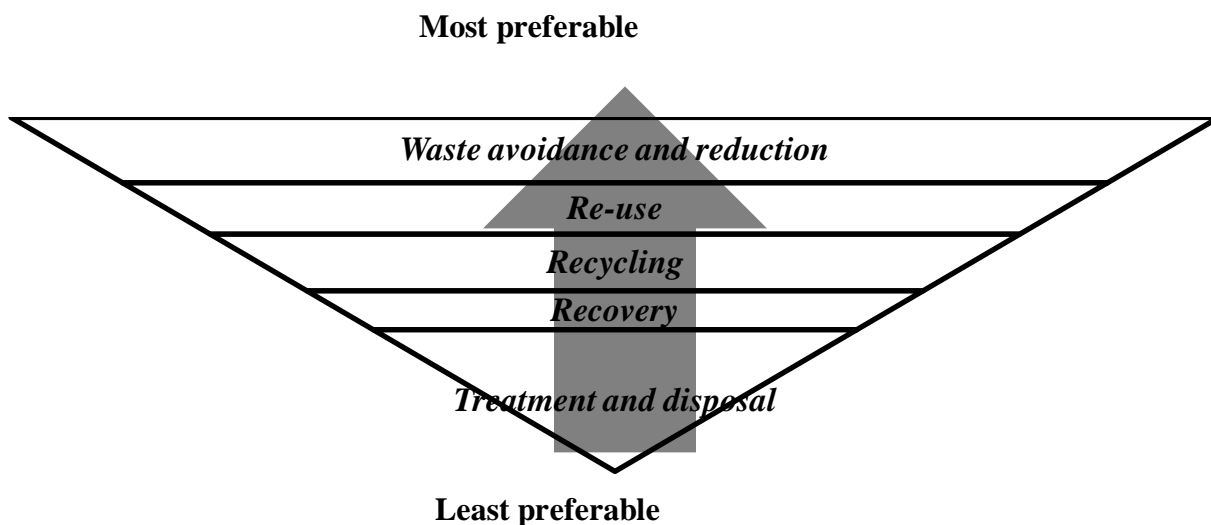 Most preferable
Waste avoidance and reduction
Re-use
Recycling
Recovery
Treatment and disposal
Least preferable